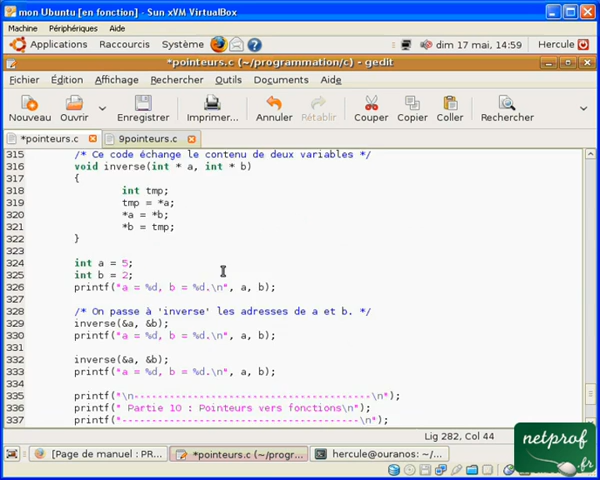 mon Ubuntu [en fonction] - Sun xVM VirtualBox
Machine Périphériques Aide
Applications Raccourcis Système dim 17 mai, 14:59 Hercule
*pointeurs.c (~/programmation/c) - gedit
Fichier Édition Affichage Rechercher Outils Documents Aide
Nouveau Ouvrir Enregistrer Imprimer... Annuler Rétablir Couper Copier Coller Rechercher
*pointeurs.c 9pointeurs.c
315 /* Ce code échange le contenu de deux variables */
316 void inverse(int * a, int * b)
317 {
318 int tmp;
319 tmp = *a;
320 *a = *b;
321 *b = tmp;
322 }
323
324 int a = 5;
325 int b = 2;
326 printf("a = %d, b = %d.\n", a, b);
327
328 /* On passe à 'inverse' les adresses de a et b. */
329 inverse(&a, &b);
330 printf("a = %d, b = %d.\n", a, b);
331
332 inverse(&a, &b);
333 printf("a = %d, b = %d.\n", a, b);
334
335 printf("\n----------------------------------------\n");
336 printf(" Partie 10 : Pointeurs vers fonctions\n");
337 printf("----------------------------------------\n");
Lig 282, Col 44
[Page de manuel : PR... *pointeurs.c (~/progr... hercule@ouranos: ~/...
netprof
.fr